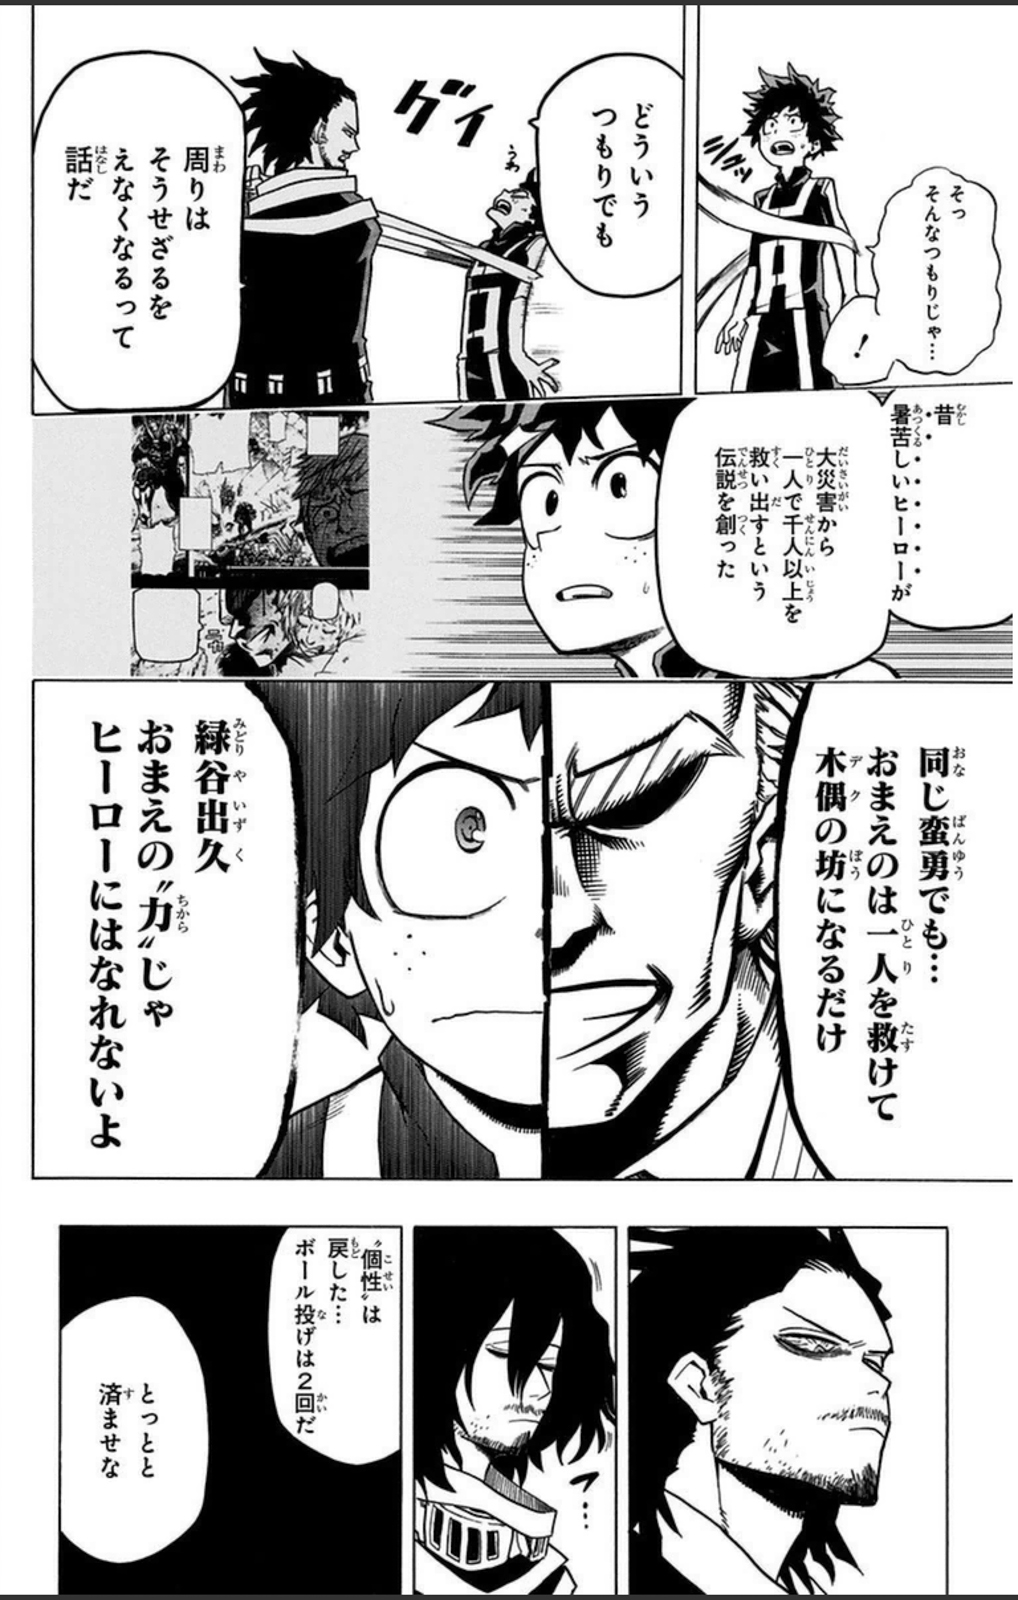 そっ
そんなつもりじゃ…
！
ダッ
どういう
つもりでも
うわ
グイ
周りは
そうせざるを
えなくなるって
話だ
昔
暑苦しいヒーローが
大災害から
一人で千人以上を
救い出すという
伝説を創った
同じ蛮勇でも…
おまえのは一人を救けて
木偶の坊になるだけ
緑谷出久
おまえの〝力〟じゃ
ヒーローにはなれないよ
フ…
〝個性〟は
戻した…
ボール投げは２回だ
とっとと
済ませな